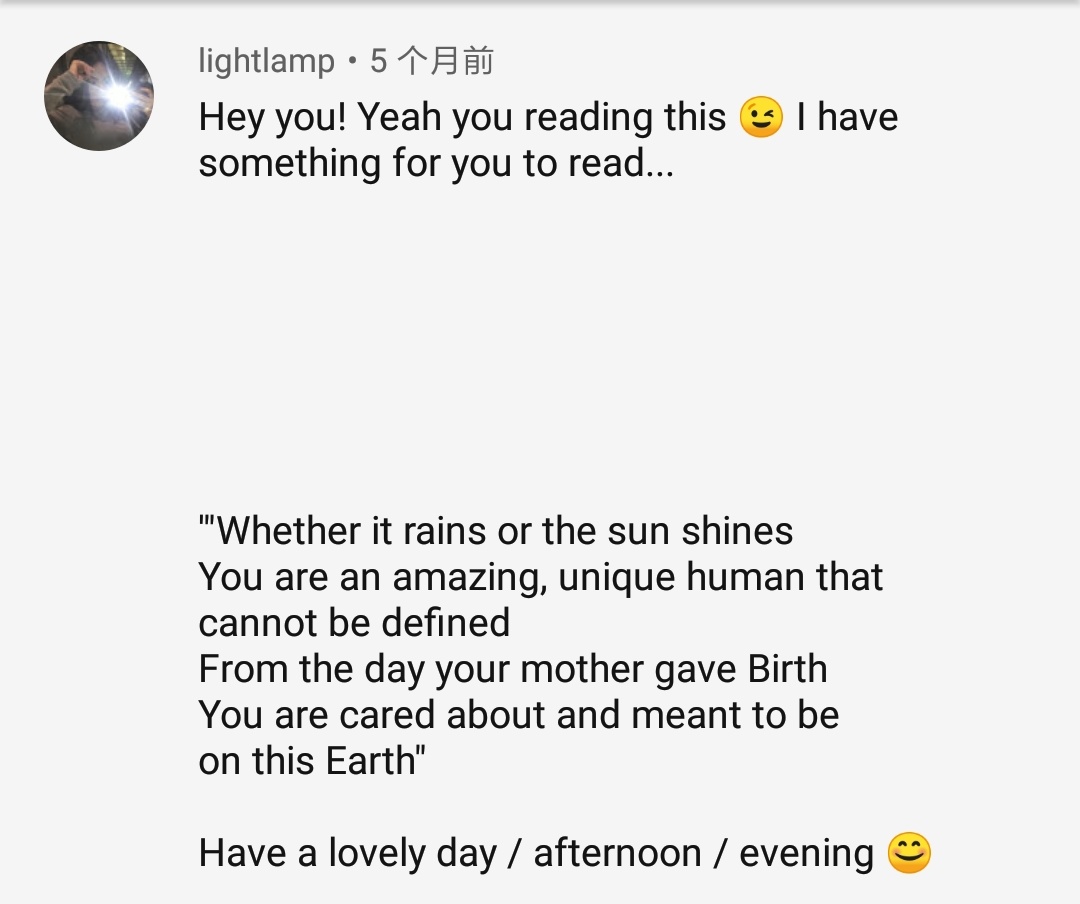 lightlamp • 5 个月前
Hey you! Yeah you reading this 😉 I have
something for you to read...
"'Whether it rains or the sun shines
You are an amazing, unique human that
cannot be defined
From the day your mother gave Birth
You are cared about and meant to be
on this Earth"
Have a lovely day / afternoon / evening 😊